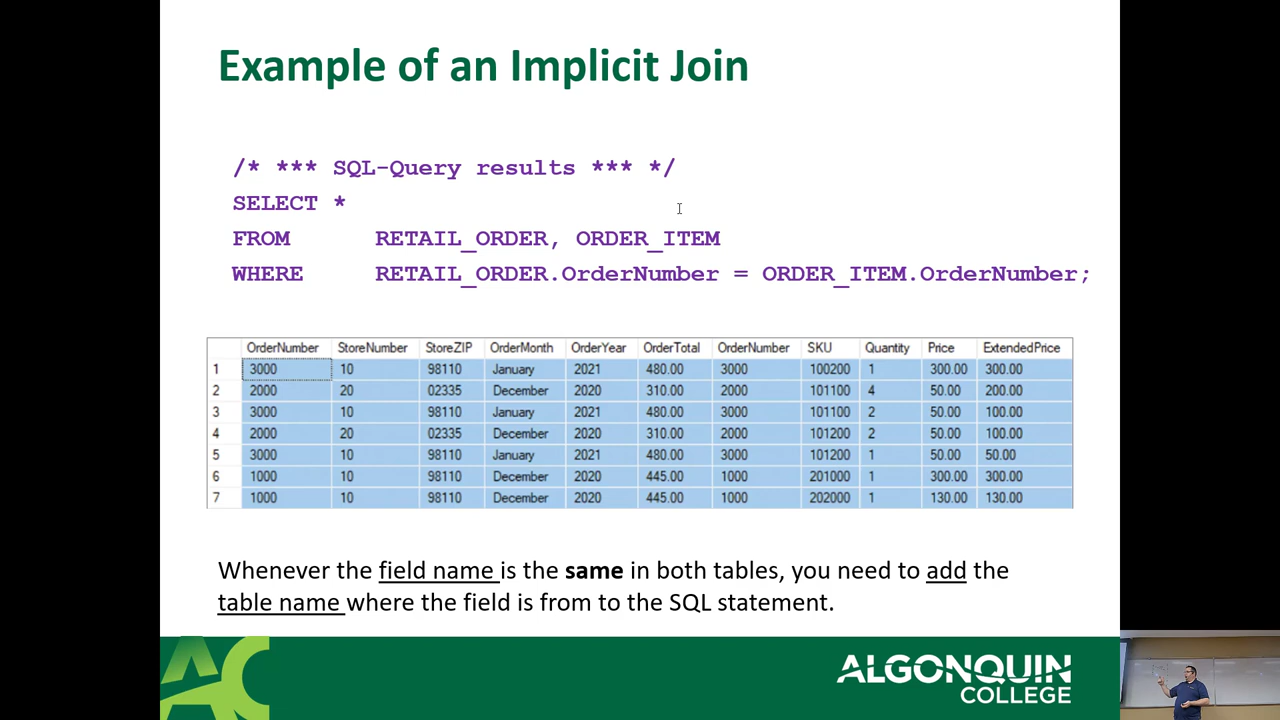 Example of an Implicit Join
/* *** SQL-Query results *** */
SELECT *
FROM RETAIL_ORDER, ORDER_ITEM
WHERE RETAIL_ORDER.OrderNumber = ORDER_ITEM.OrderNumber;
OrderNumber StoreNumber StoreZIP OrderMonth OrderYear OrderTotal OrderNumber SKU Quantity Price ExtendedPrice
1 3000 10 98110 January 2021 480.00 3000 100200 1 300.00 300.00
2 2000 20 02335 December 2020 310.00 2000 101100 4 50.00 200.00
3 3000 10 98110 January 2021 480.00 3000 101100 2 50.00 100.00
4 2000 20 02335 December 2020 310.00 2000 101200 2 50.00 100.00
5 3000 10 98110 January 2021 480.00 3000 101200 1 50.00 50.00
6 1000 10 98110 December 2020 445.00 1000 201000 1 300.00 300.00
7 1000 10 98110 December 2020 445.00 1000 202000 1 130.00 130.00
Whenever the field name is the same in both tables, you need to add the
table name where the field is from to the SQL statement.
AC
ALGONQUIN
COLLEGE